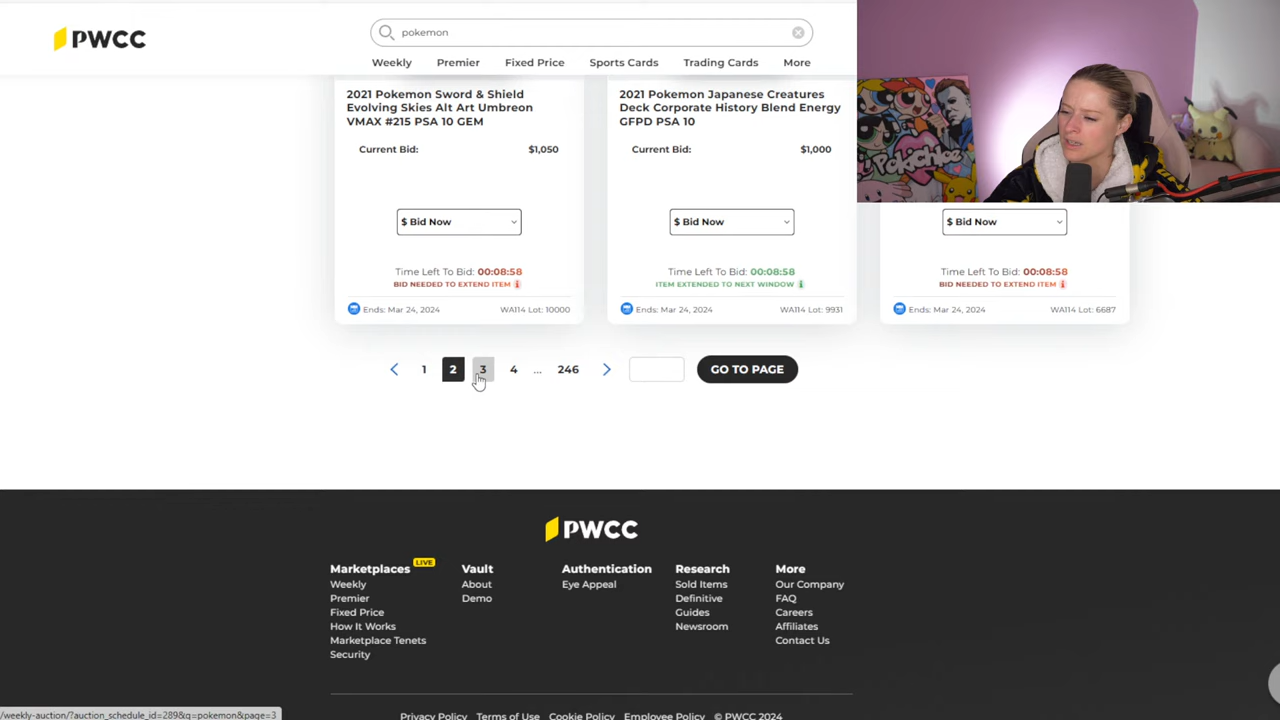 PWCC
pokemon
Weekly Premier Fixed Price Sports Cards Trading Cards More
2021 Pokemon Sword & Shield
Evolving Skies Alt Art Umbreon
VMAX #215 PSA 10 GEM
Current Bid: $1,050
$ Bid Now
Time Left To Bid: 00:08:58
BID NEEDED TO EXTEND ITEM
Ends: Mar 24, 2024 WA114 Lot: 10000
2021 Pokemon Japanese Creatures
Deck Corporate History Blend Energy
GFPD PSA 10
Current Bid: $1,000
$ Bid Now
Time Left To Bid: 00:08:58
ITEM EXTENDED TO NEXT WINDOW
Ends: Mar 24, 2024 WA114 Lot: 9931
$ Bid Now
Time Left To Bid: 00:08:58
BID NEEDED TO EXTEND ITEM
Ends: Mar 24, 2024 WA114 Lot: 6687
Pokichloe
1 2 3 4 ... 246 GO TO PAGE
PWCC
Marketplaces LIVE
Weekly
Premier
Fixed Price
How It Works
Marketplace Tenets
Security
Vault
About
Demo
Authentication
Eye Appeal
Research
Sold Items
Definitive
Guides
Newsroom
More
Our Company
FAQ
Careers
Affiliates
Contact Us
Privacy Policy Terms of Use Cookie Policy Employee Policy © PWCC 2024
/weekly-auction/?auction_schedule_id=289&q=pokemon&page=3